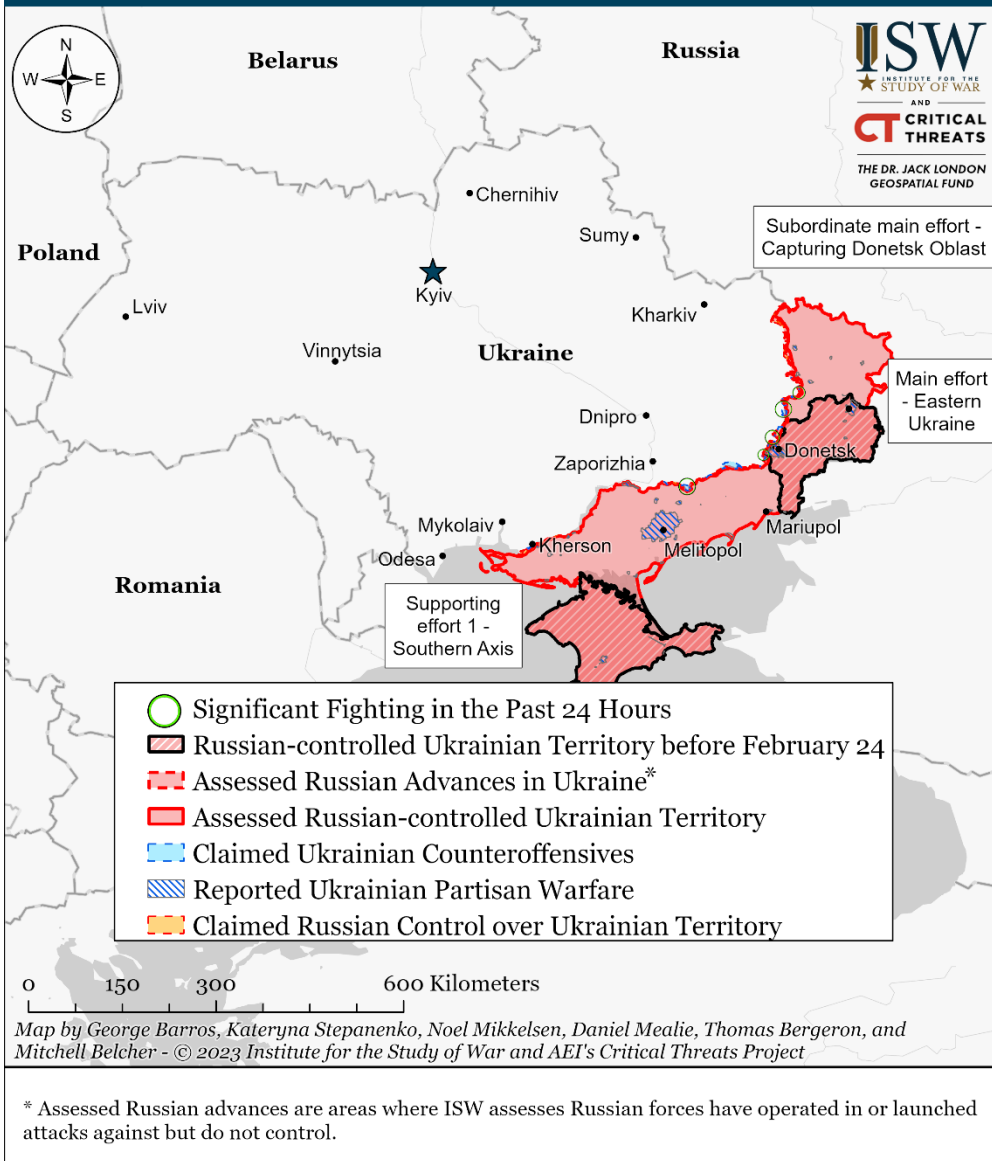 N
W E
S
Belarus
Russia
ISW
INSTITUTE FOR THE
STUDY OF WAR
AND
CT CRITICAL
THREATS
THE DR. JACK LONDON
GEOSPATIAL FUND
Chernihiv
Sumy
Subordinate main effort -
Capturing Donetsk Oblast
Poland
Kyiv
Lviv
Kharkiv
Vinnytsia
Ukraine
Main effort
- Eastern
Ukraine
Dnipro
Donetsk
Zaporizhia
Mykolaiv
Mariupol
Kherson
Melitopol
Odesa
Romania
Supporting
effort 1 -
Southern Axis
Significant Fighting in the Past 24 Hours
Russian-controlled Ukrainian Territory before February 24
Assessed Russian Advances in Ukraine*
Assessed Russian-controlled Ukrainian Territory
Claimed Ukrainian Counteroffensives
Reported Ukrainian Partisan Warfare
Claimed Russian Control over Ukrainian Territory
0 150 300 600 Kilometers
Map by George Barros, Kateryna Stepanenko, Noel Mikkelsen, Daniel Mealie, Thomas Bergeron, and
Mitchell Belcher - © 2023 Institute for the Study of War and AEI's Critical Threats Project
* Assessed Russian advances are areas where ISW assesses Russian forces have operated in or launched
attacks against but do not control.